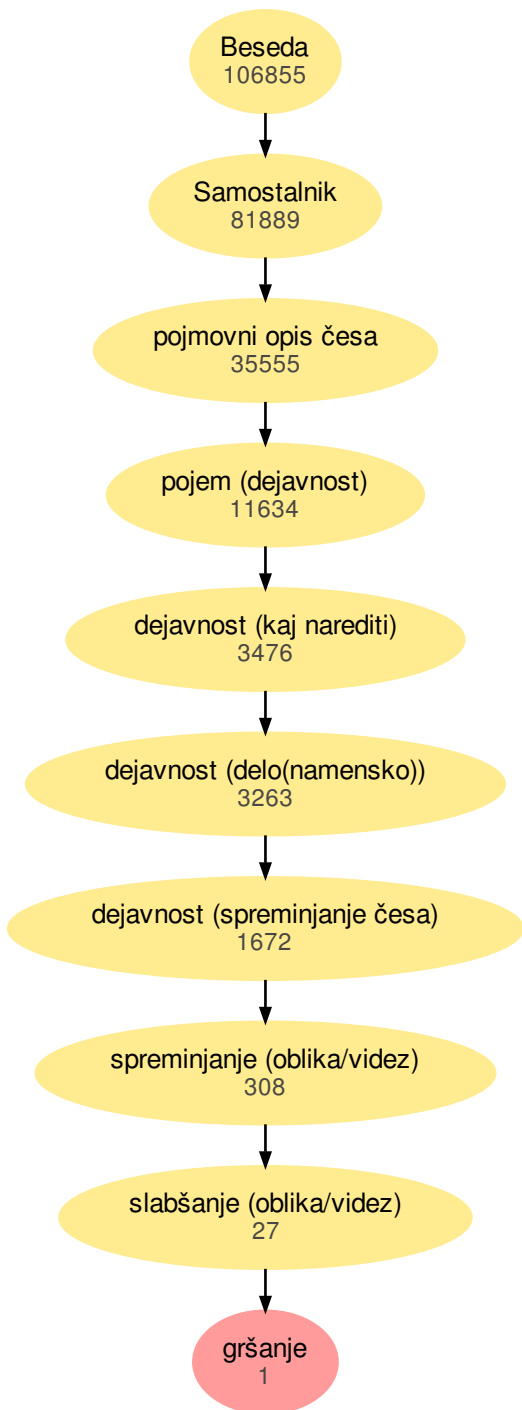 Beseda
106855
Samostalnik
81889
pojmovni opis česa
35555
pojem (dejavnost)
11634
dejavnost (kaj narediti)
3476
dejavnost (delo(namensko))
3263
dejavnost (spreminjanje česa)
1672
spreminjanje (oblika/videz)
308
slabšanje (oblika/videz)
27
gršanje
1